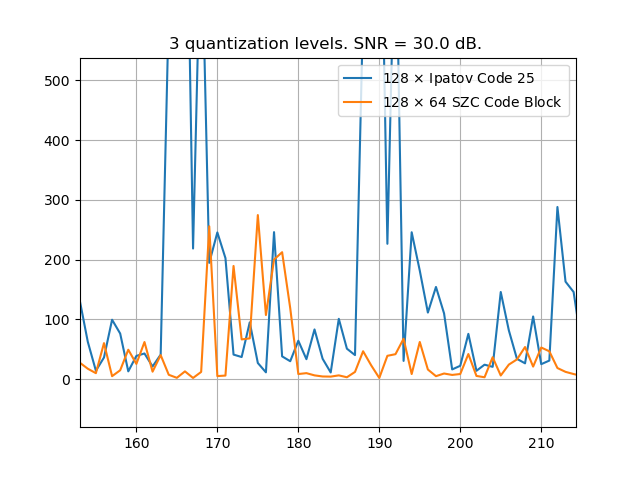 3 quantization levels. SNR = 30.0 dB.
128 × Ipatov Code 25
128 × 64 SZC Code Block
500
400
300
200
100
0
160 170 180 190 200 210